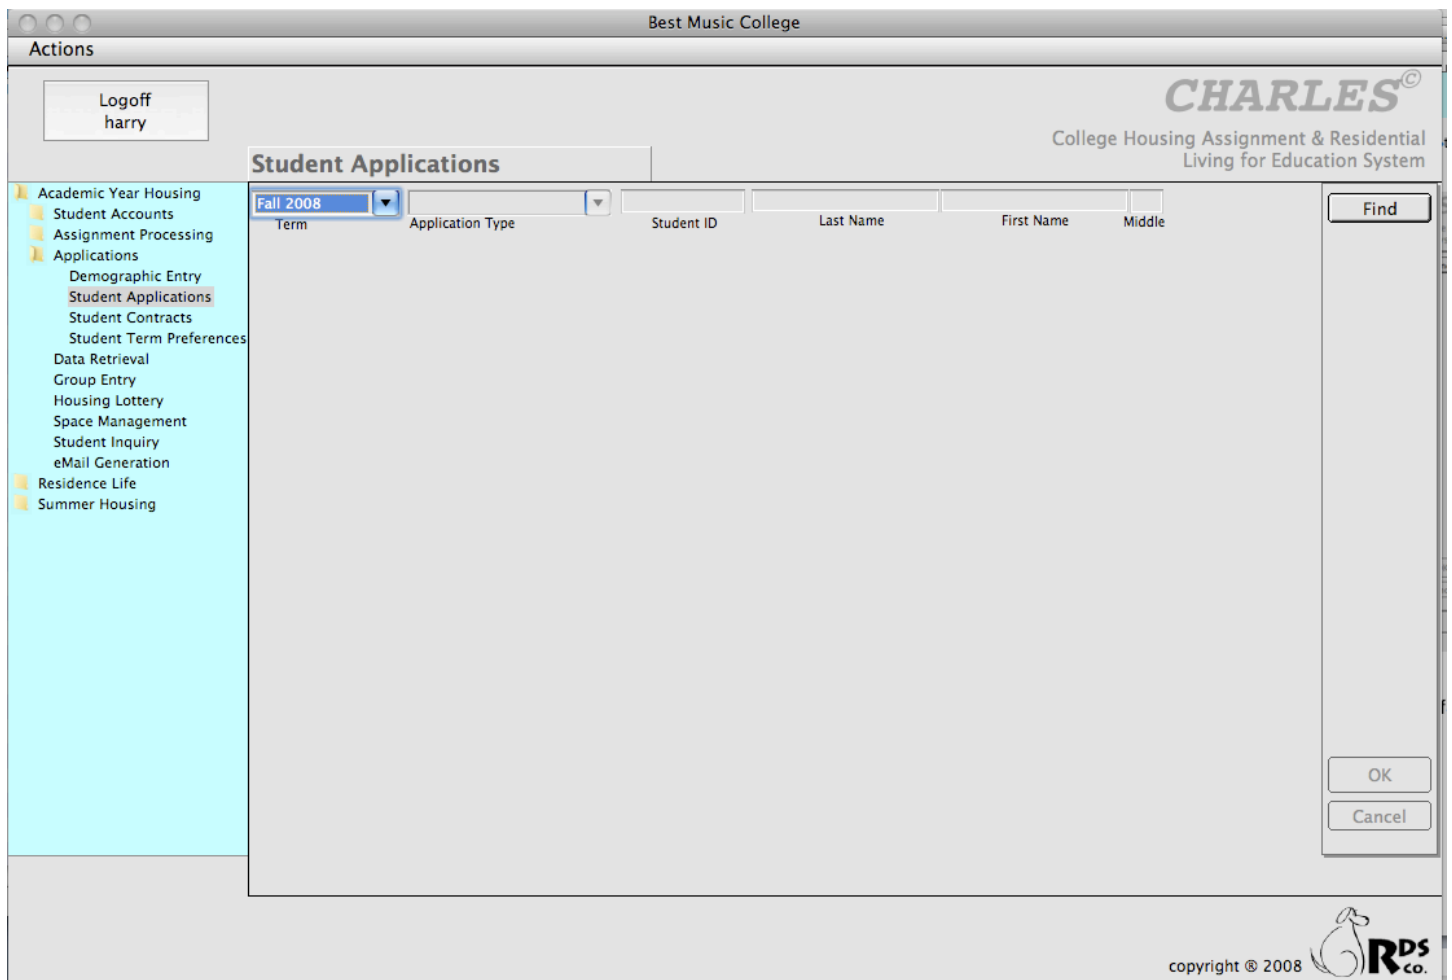 Best Music College
Actions
Logoff
harry
CHARLES©
College Housing Assignment & Residential
Living for Education System
Student Applications
Academic Year Housing
Student Accounts
Assignment Processing
Applications
Demographic Entry
Student Applications
Student Contracts
Student Term Preferences
Data Retrieval
Group Entry
Housing Lottery
Space Management
Student Inquiry
eMail Generation
Residence Life
Summer Housing
Fall 2008
Term
Application Type
Student ID
Last Name
First Name
Middle
Find
OK
Cancel
copyright ® 2008
RDS
co.